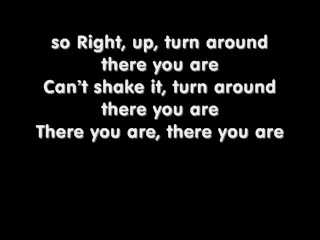 so Right, up, turn around
there you are
Can't shake it, turn around
there you are
There you are, there you are